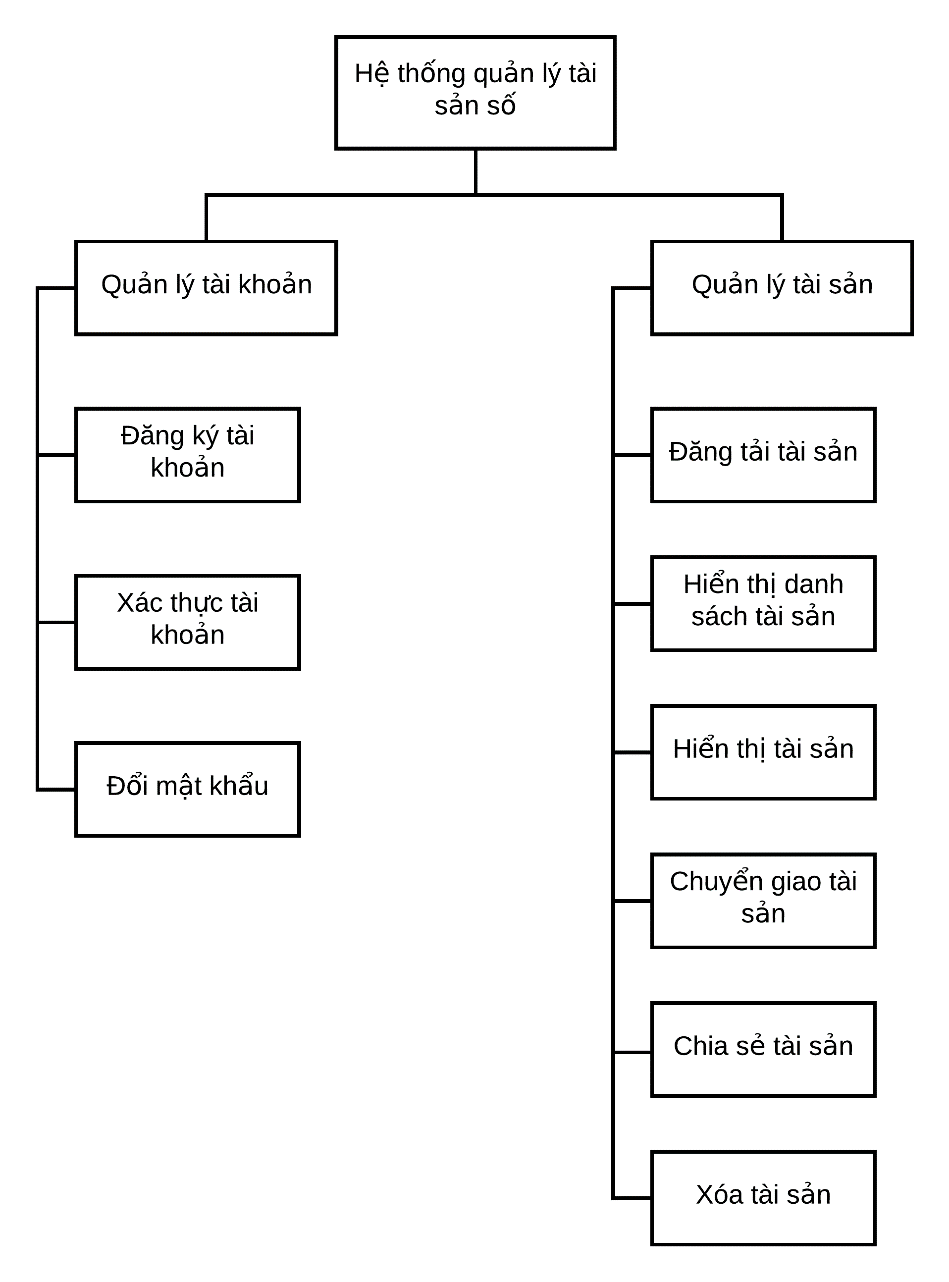 Hệ thống quản lý tài
sản số
Quản lý tài khoản
Quản lý tài sản
Đăng ký tài
khoản
Xác thực tài
khoản
Đổi mật khẩu
Đăng tải tài sản
Hiển thị danh
sách tài sản
Hiển thị tài sản
Chuyển giao tài
sản
Chia sẻ tài sản
Xóa tài sản